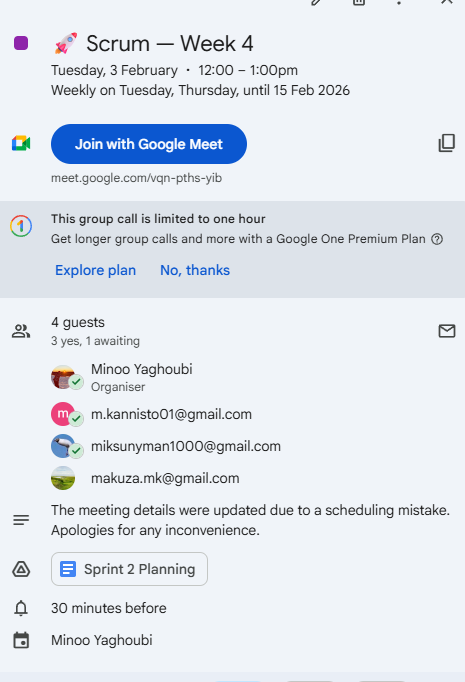 🚀 Scrum — Week 4
Tuesday, 3 February · 12:00 – 1:00pm
Weekly on Tuesday, Thursday, until 15 Feb 2026
Join with Google Meet
meet.google.com/vqn-pths-yib
1
This group call is limited to one hour
Get longer group calls and more with a Google One Premium Plan ?
Explore plan No, thanks
4 guests
3 yes, 1 awaiting
Minoo Yaghoubi
Organiser
m
m.kannisto01@gmail.com
miksunyman1000@gmail.com
makuza.mk@gmail.com
The meeting details were updated due to a scheduling mistake.
Apologies for any inconvenience.
Sprint 2 Planning
30 minutes before
Minoo Yaghoubi